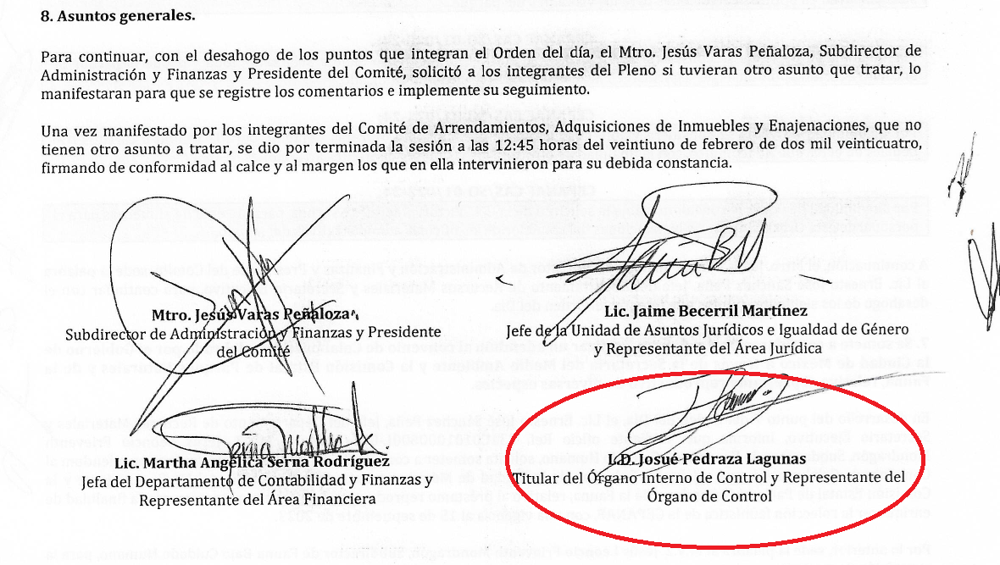 8. Asuntos generales.
Para continuar, con el desahogo de los puntos que integran el Orden del día, el Mtro. Jesús Varas Peñaloza, Subdirector de
Administración y Finanzas y Presidente del Comité, solicitó a los integrantes del Pleno si tuvieran otro asunto que tratar, lo
manifestaran para que se registre los comentarios e implemente su seguimiento.
Una vez manifestado por los integrantes del Comité de Arrendamientos, Adquisiciones de Inmuebles y Enajenaciones, que no
tienen otro asunto a tratar, se dio por terminada la sesión a las 12:45 horas del veintiuno de febrero de dos mil veinticuatro,
firmando de conformidad al calce y al margen los que en ella intervinieron para su debida constancia.
Mtro. Jesús Varas Peñaloza
Subdirector de Administración y Finanzas y Presidente
del Comité
Lic. Jaime Becerril Martínez
Jefe de la Unidad de Asuntos Jurídicos e Igualdad de Género
y Representante del Área Jurídica
Lic. Martha Angélica Serna Rodríguez
Jefa del Departamento de Contabilidad y Finanzas y
Representante del Área Financiera
L.D. Josué Pedraza Lagunas
Titular del Órgano Interno de Control y Representante del
Órgano de Control